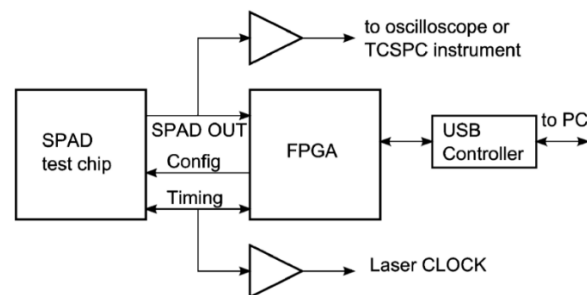 to oscilloscope or
TCSPC instrument
SPAD
test chip
SPAD OUT
Config
Timing
FPGA
USB
Controller
to PC
Laser CLOCK